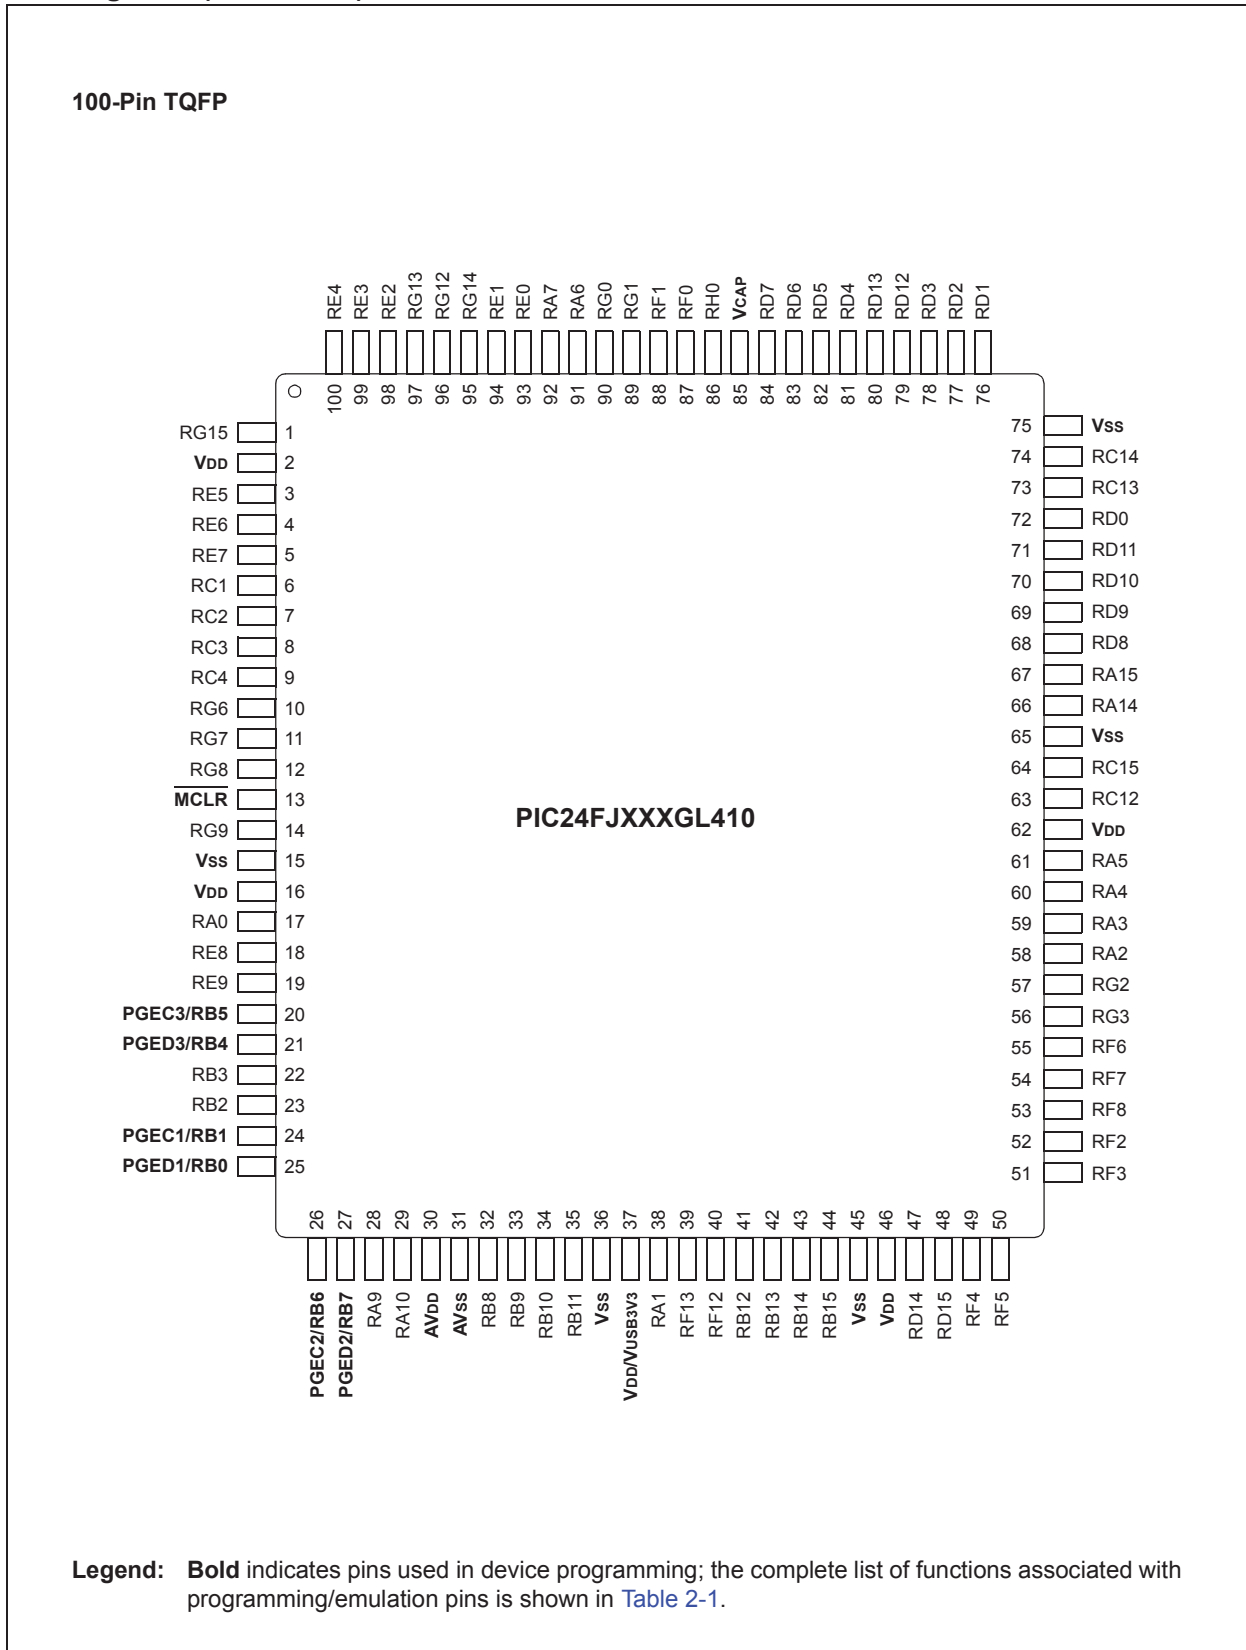 100-Pin TQFP
RE4
RE3
RE2
RG13
RG12
RG14
RE1
RE0
RA7
RA6
RG0
RG1
RF1
RF0
RH0
VCAP
RD7
RD6
RD5
RD4
RD13
RD12
RD3
RD2
RD1
100
99
98
97
96
95
94
93
92
91
90
89
88
87
86
85
84
83
82
81
80
79
78
77
76
RG15 1
VDD 2
RE5 3
RE6 4
RE7 5
RC1 6
RC2 7
RC3 8
RC4 9
RG6 10
RG7 11
RG8 12
MCLR 13
RG9 14
VSS 15
VDD 16
RA0 17
RE8 18
RE9 19
PGEC3/RB5 20
PGED3/RB4 21
RB3 22
RB2 23
PGEC1/RB1 24
PGED1/RB0 25
PIC24FJXXXGL410
75 VSS
74 RC14
73 RC13
72 RD0
71 RD11
70 RD10
69 RD9
68 RD8
67 RA15
66 RA14
65 VSS
64 RC15
63 RC12
62 VDD
61 RA5
60 RA4
59 RA3
58 RA2
57 RG2
56 RG3
55 RF6
54 RF7
53 RF8
52 RF2
51 RF3
26
27
28
29
30
31
32
33
34
35
36
37
38
39
40
41
42
43
44
45
46
47
48
49
50
PGEC2/RB6
PGED2/RB7
RA9
RA10
AVDD
AVSS
RB8
RB9
RB10
RB11
VSS
VDD/VUSB3V3
RA1
RF13
RF12
RB12
RB13
RB14
RB15
VSS
VDD
RD14
RD15
RF4
RF5
Legend: Bold indicates pins used in device programming; the complete list of functions associated with
programming/emulation pins is shown in Table 2-1.